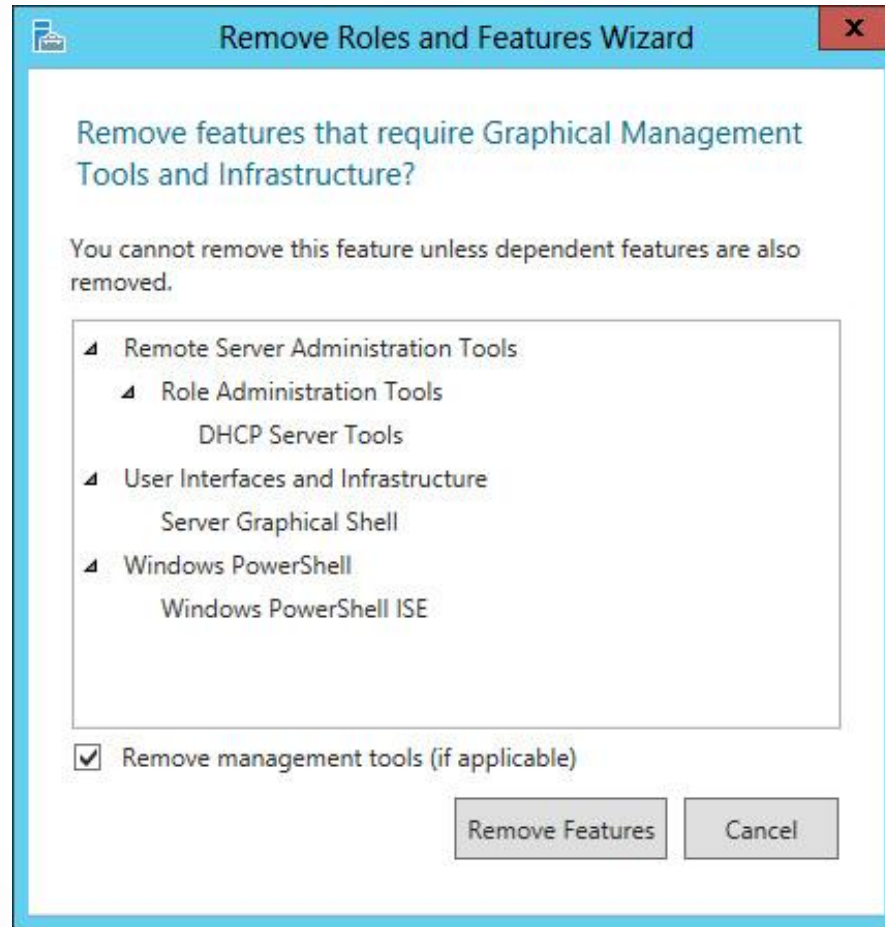 Remove Roles and Features Wizard
x
Remove features that require Graphical Management
Tools and Infrastructure?
You cannot remove this feature unless dependent features are also
removed.
Remote Server Administration Tools
Role Administration Tools
DHCP Server Tools
User Interfaces and Infrastructure
Server Graphical Shell
Windows PowerShell
Windows PowerShell ISE
Remove management tools (if applicable)
Remove Features Cancel